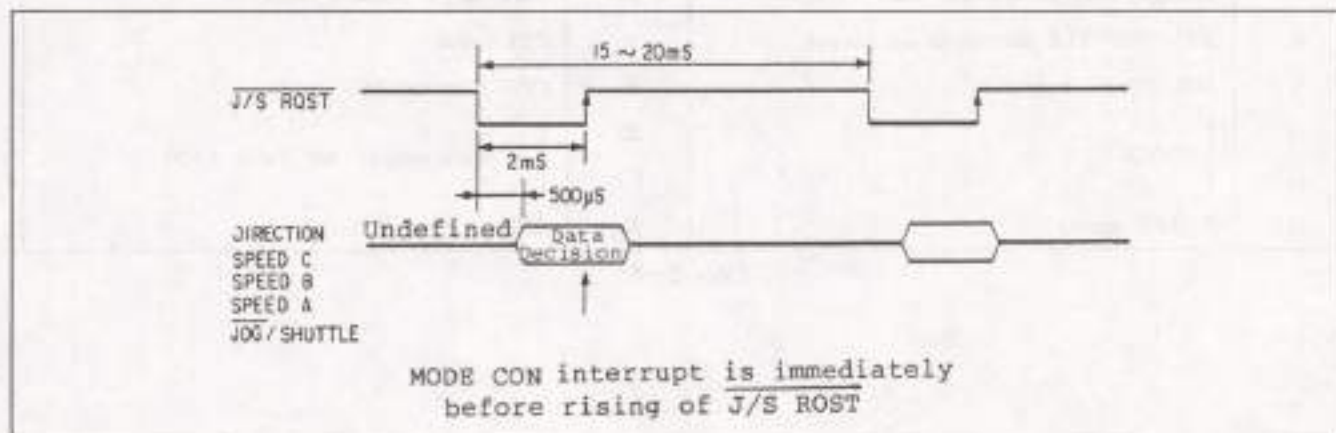 15 ~ 20mS
J/S ROST
2mS
500µS
DIRECTION Undefined Data
SPEED C Decision
SPEED B
SPEED A
JOG/SHUTTLE
MODE CON interrupt is immediately
before rising of J/S ROST